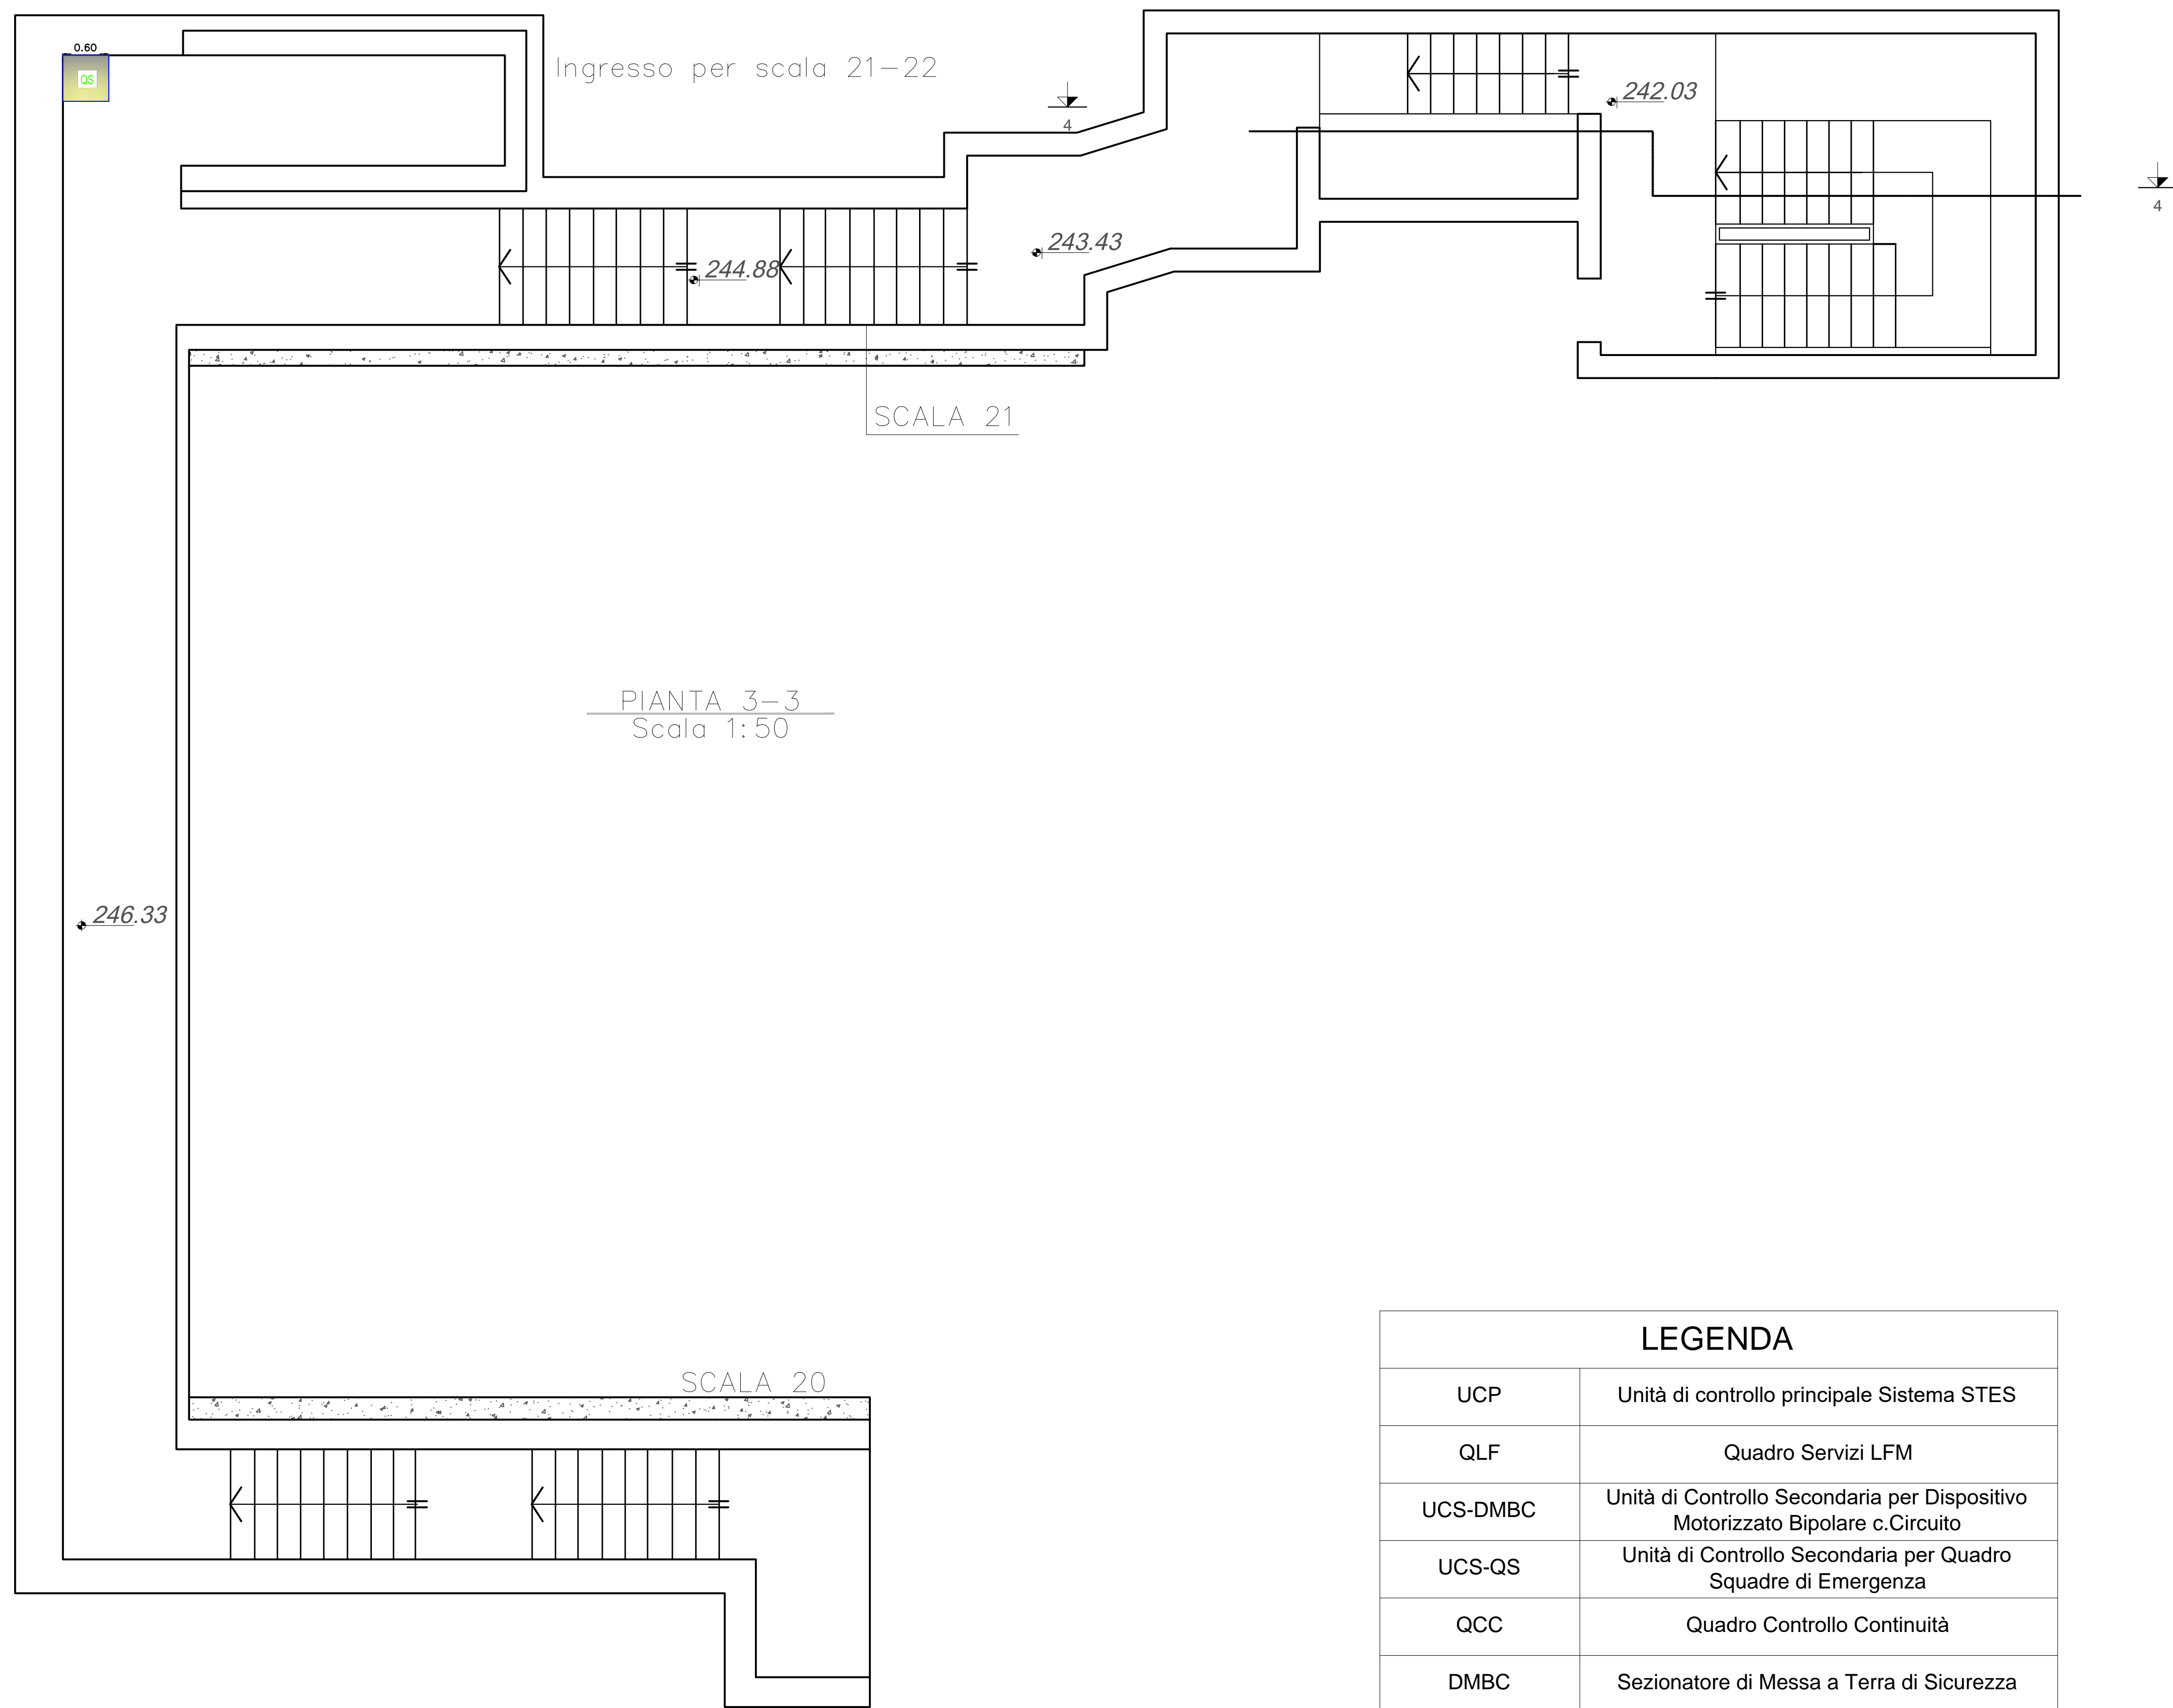 0.60
QS
Ingresso per scala 21-22
4
242.03
4
243.43
244.88
SCALA 21
PIANTA 3-3
Scala 1:50
246.33
SCALA 20
LEGENDA
UCP
Unità di controllo principale Sistema STES
QLF
Quadro Servizi LFM
UCS-DMBC
Unità di Controllo Secondaria per Dispositivo
Motorizzato Bipolare c.Circuito
UCS-QS
Unità di Controllo Secondaria per Quadro
Squadre di Emergenza
QCC
Quadro Controllo Continuità
DMBC
Sezionatore di Messa a Terra di Sicurezza